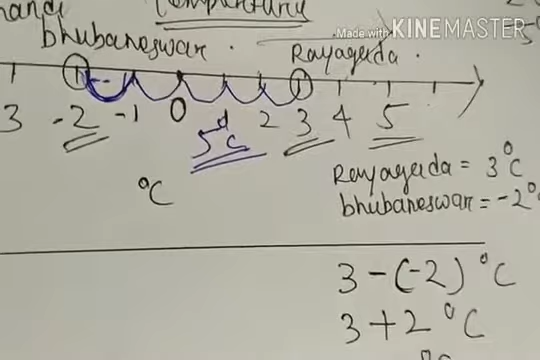 Made with KINEMASTER
bhubaneswar. Rayagada.
3 -2 -1 0 1 2 3 4 5
5°C
°C
Rayagada = 3°C
bhubaneswar = -2°
3 - (-2) °C
3 + 2 °C